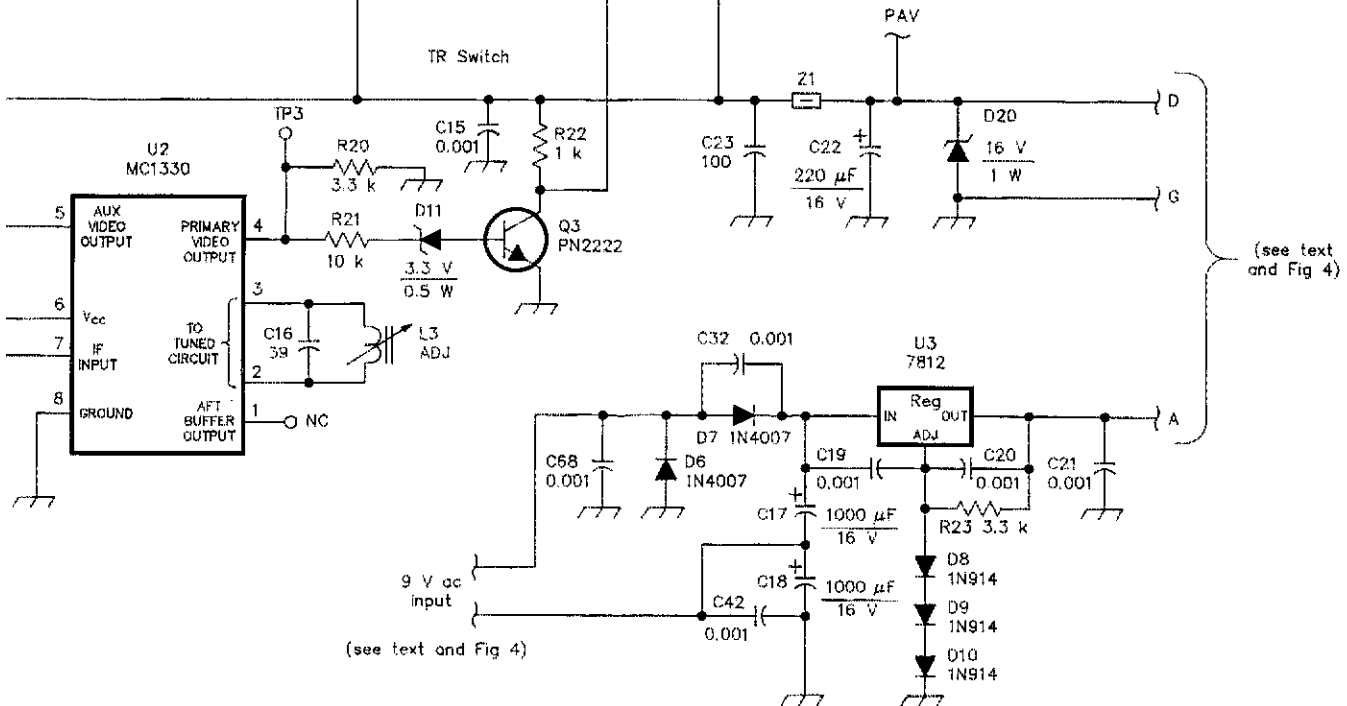 PAV
TR Switch
Z1
D
TP3
C15
0.001
R22
1 k
D20
U2
MC1330
R20
3.3 k
C23
100
C22
+
220 µF
16 V
16 V
1 W
G
5
AUX
VIDEO
OUTPUT
PRIMARY
VIDEO
OUTPUT
4
R21
10 k
D11
3.3 V
0.5 W
Q3
PN2222
(see text
and Fig 4)
6
VCC
7
IF
INPUT
8
GROUND
3
TO
TUNED
CIRCUIT
2
AFT
BUFFER
OUTPUT
1
NC
C16
39
L3
ADJ
C32 0.001
U3
7812
IN
Reg
OUT
ADJ
A
D7 1N4007
C68
0.001
D6
1N4007
C19
0.001
C20
0.001
C21
0.001
R23 3.3 k
+
C17
1000 µF
16 V
+
C18
1000 µF
16 V
9 V ac
input
C42
0.001
D8
1N914
D9
1N914
D10
1N914
(see text and Fig 4)